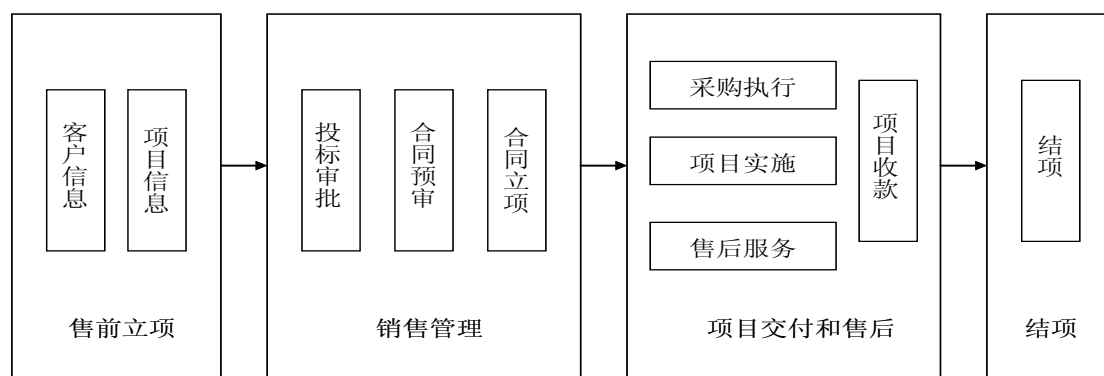 客户信息
项目信息
售前立项
投标审批
合同预审
合同立项
销售管理
采购执行
项目实施
售后服务
项目收款
项目交付和售后
结项
结项